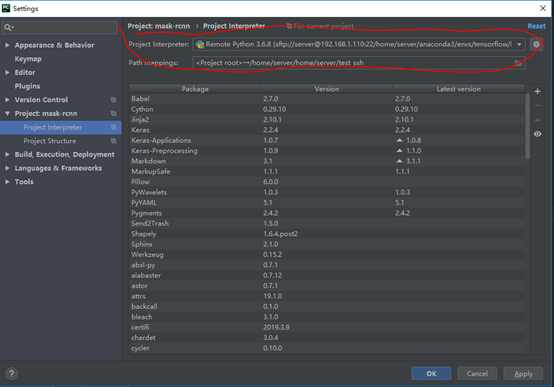 PC Settings
Project: mask-rcnn › Project Interpreter For current project Reset
Appearance & Behavior
Keymap
Editor
Plugins
Version Control
Project: mask-rcnn
Project Interpreter
Project Structure
Build, Execution, Deployment
Languages & Frameworks
Tools
Project Interpreter: Remote Python 3.6.8 (sftp://server@192.168.1.110:22/home/server/anaconda3/envs/tensorflow/
Path mappings: <Project root>→/home/server/home/server/test ssh
Package Version Latest version
Babel 2.7.0 2.7.0
Cython 0.29.10 0.29.10
Jinja2 2.10.1 2.10.1
Keras 2.2.4 2.2.4
Keras-Applications 1.0.7 1.0.8
Keras-Preprocessing 1.0.9 1.1.0
Markdown 3.1 3.1.1
MarkupSafe 1.1.1 1.1.1
Pillow 6.0.0
PyWavelets 1.0.3 1.0.3
PyYAML 5.1 5.1
Pygments 2.4.2 2.4.2
Send2Trash 1.5.0
Shapely 1.6.4.post2
Sphinx 2.1.0
Werkzeug 0.15.2
absl-py 0.7.1
alabaster 0.7.12
astor 0.7.1
attrs 19.1.0
backcall 0.1.0
bleach 3.1.0
certifi 2019.3.9
chardet 3.0.4
cycler 0.10.0
? OK Cancel Apply